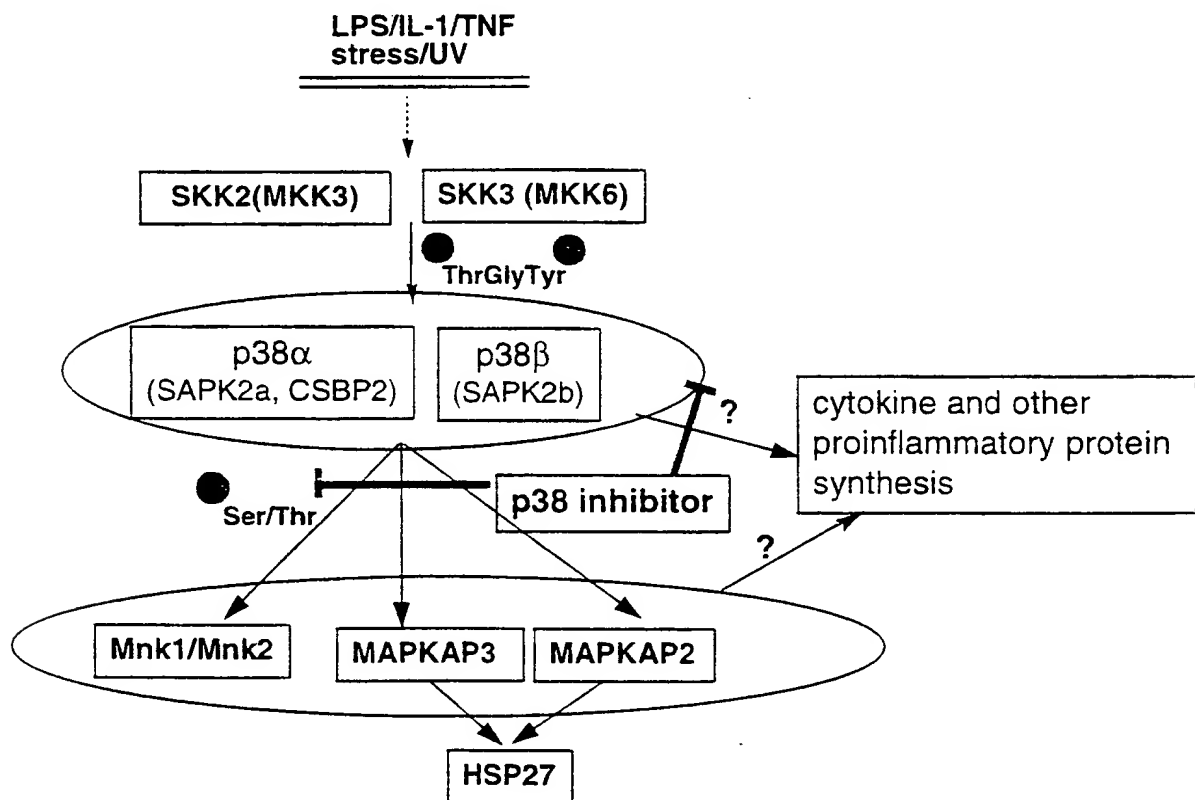 LPS/IL-1/TNF
stress/UV
SKK2(MKK3)
SKK3 (MKK6)
ThrGlyTyr
p38α
(SAPK2a, CSBP2)
p38β
(SAPK2b)
?
cytokine and other
proinflammatory protein
synthesis
Ser/Thr
p38 inhibitor
?
Mnk1/Mnk2
MAPKAP3
MAPKAP2
HSP27